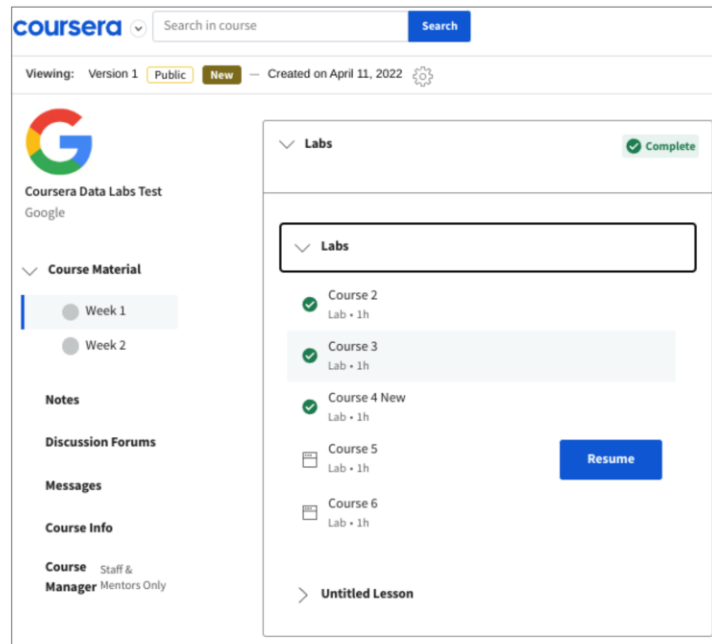 coursera
Search in course
Search
Viewing: Version 1 Public New — Created on April 11, 2022
Coursera Data Labs Test
Google
Course Material
Week 1
Week 2
Notes
Discussion Forums
Messages
Course Info
Course Manager Staff & Mentors Only
Labs
Complete
Labs
Course 2
Lab • 1h
Course 3
Lab • 1h
Course 4 New
Lab • 1h
Course 5
Lab • 1h
Resume
Course 6
Lab • 1h
Untitled Lesson